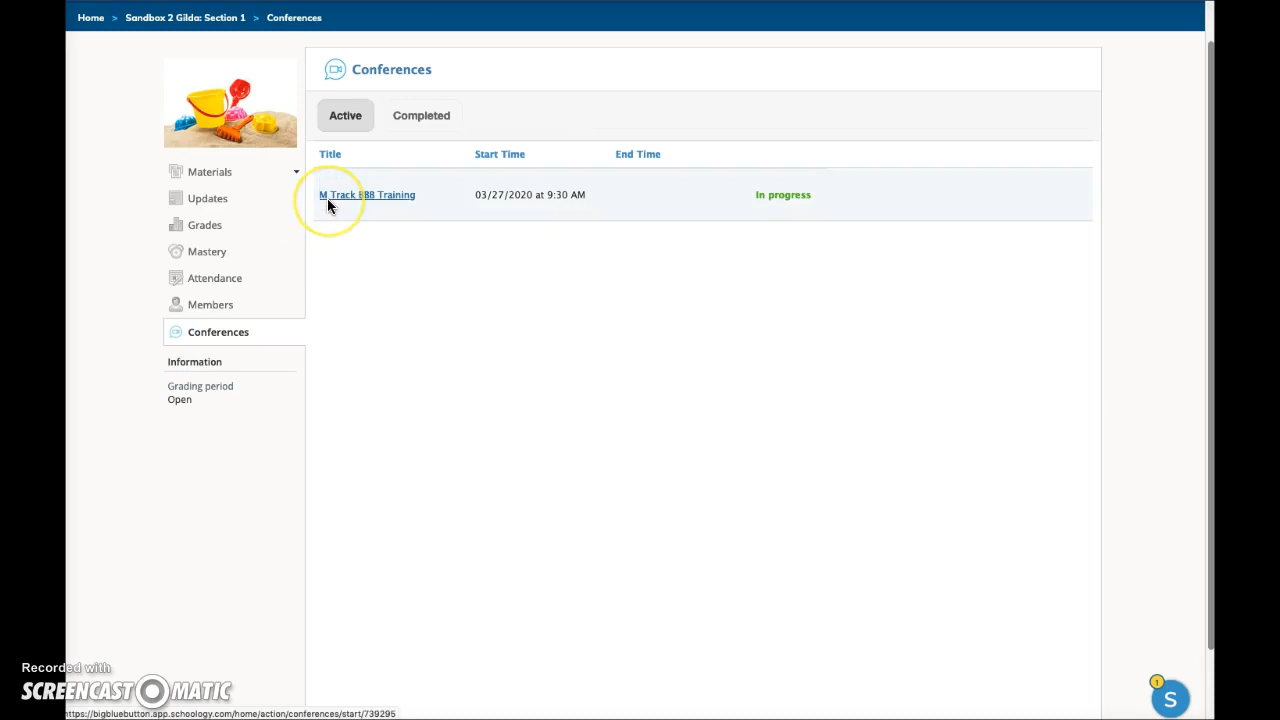 Home > Sandbox 2 Gilda: Section 1 > Conferences
Conferences
Active Completed
Title Start Time End Time
M Track BBB Training 03/27/2020 at 9:30 AM In progress
Materials
Updates
Grades
Mastery
Attendance
Members
Conferences
Information
Grading period
Open
Recorded with
SCREENCAST-O-MATIC
1
S
https://bigbluebutton.app.schoology.com/home/action/conferences/start/739295